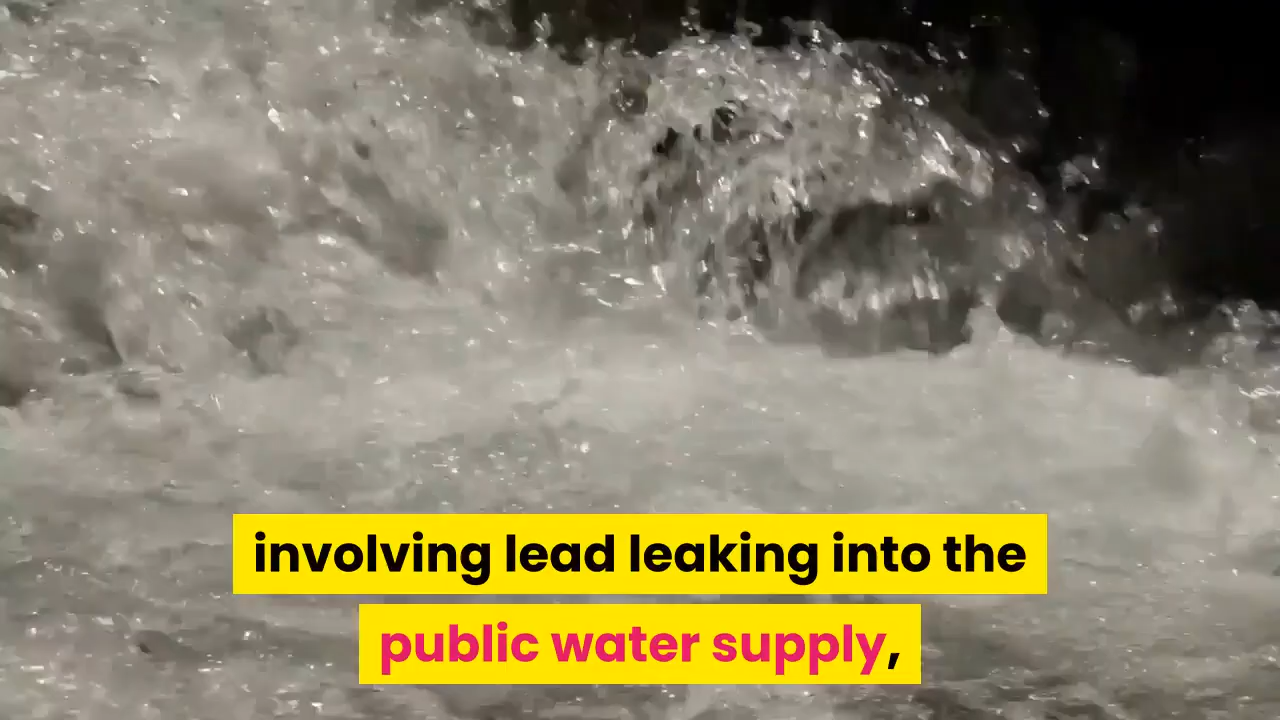 involving lead leaking into the
public water supply,